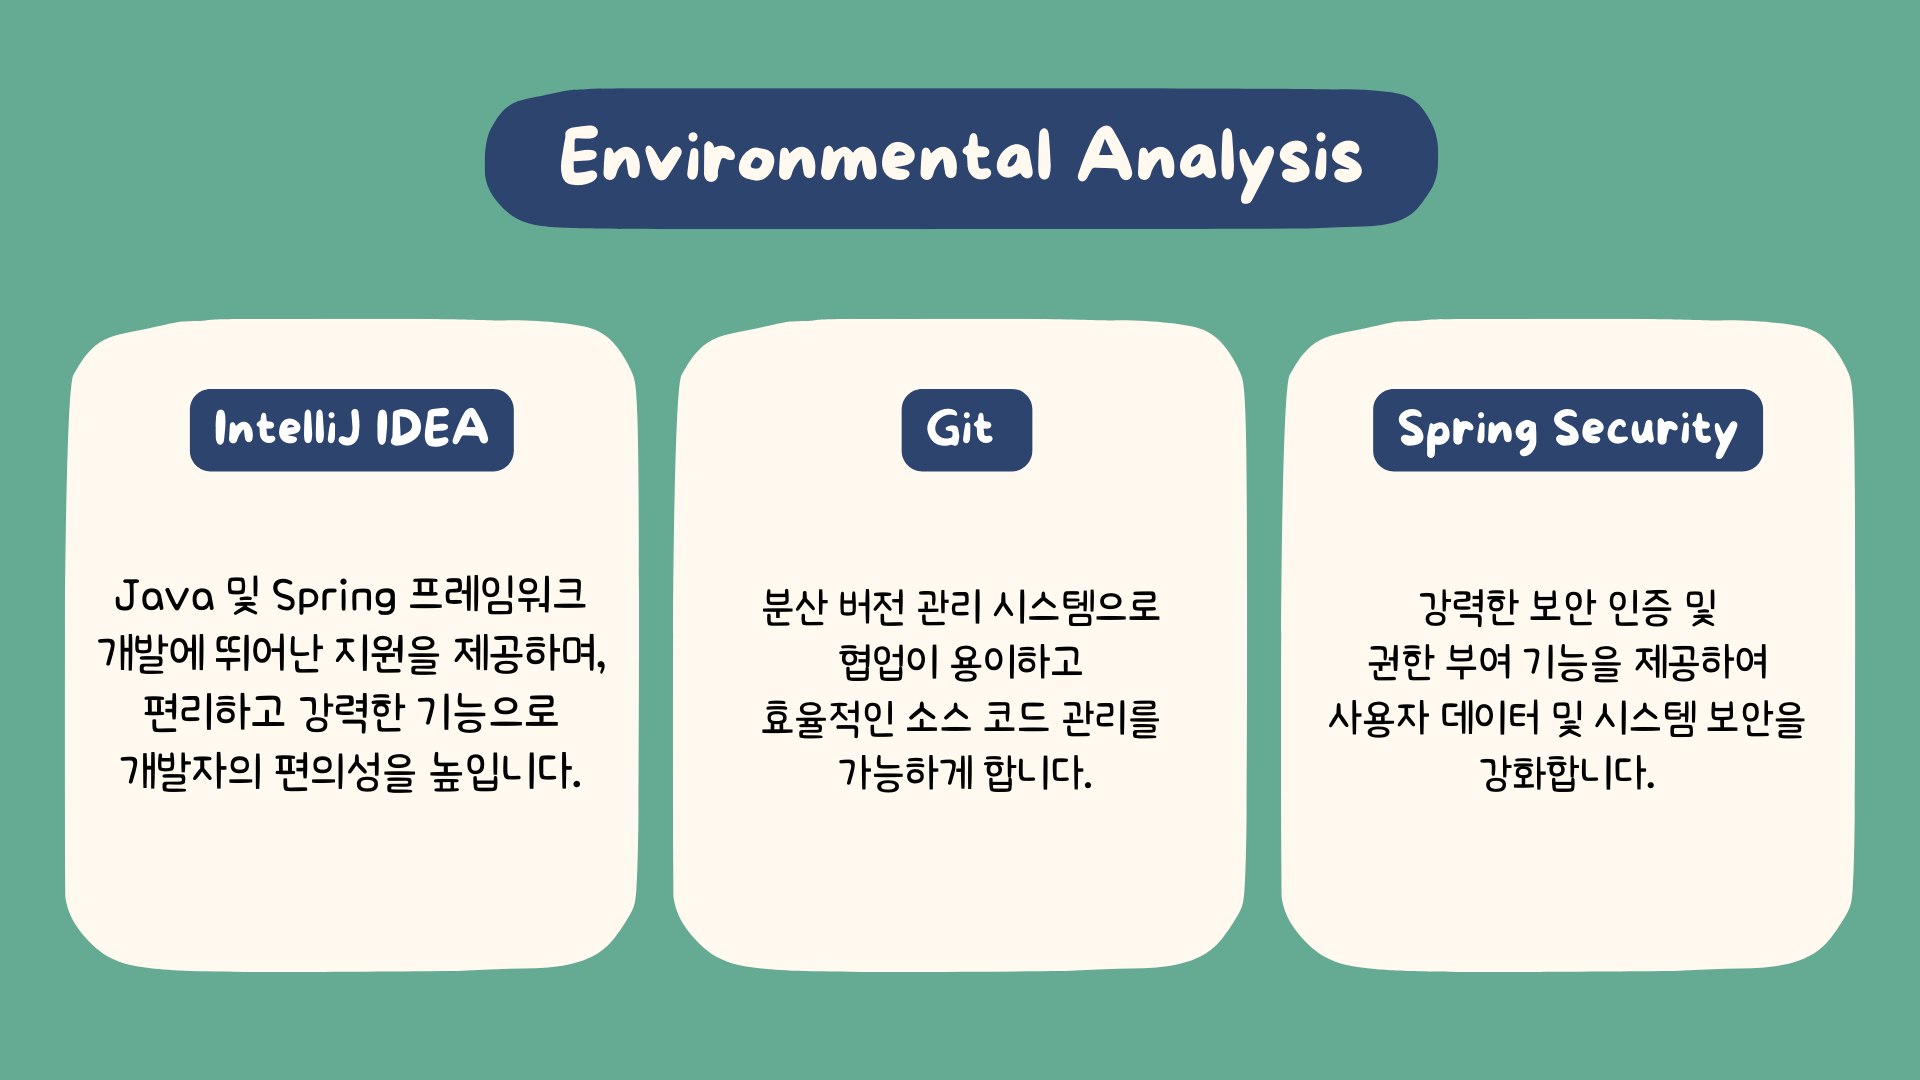 Environmental Analysis
IntelliJ IDEA
Java 및 Spring 프레임워크
개발에 뛰어난 지원을 제공하며,
편리하고 강력한 기능으로
개발자의 편의성을 높입니다.
Git
분산 버전 관리 시스템으로
협업이 용이하고
효율적인 소스 코드 관리를
가능하게 합니다.
Spring Security
강력한 보안 인증 및
권한 부여 기능을 제공하여
사용자 데이터 및 시스템 보안을
강화합니다.